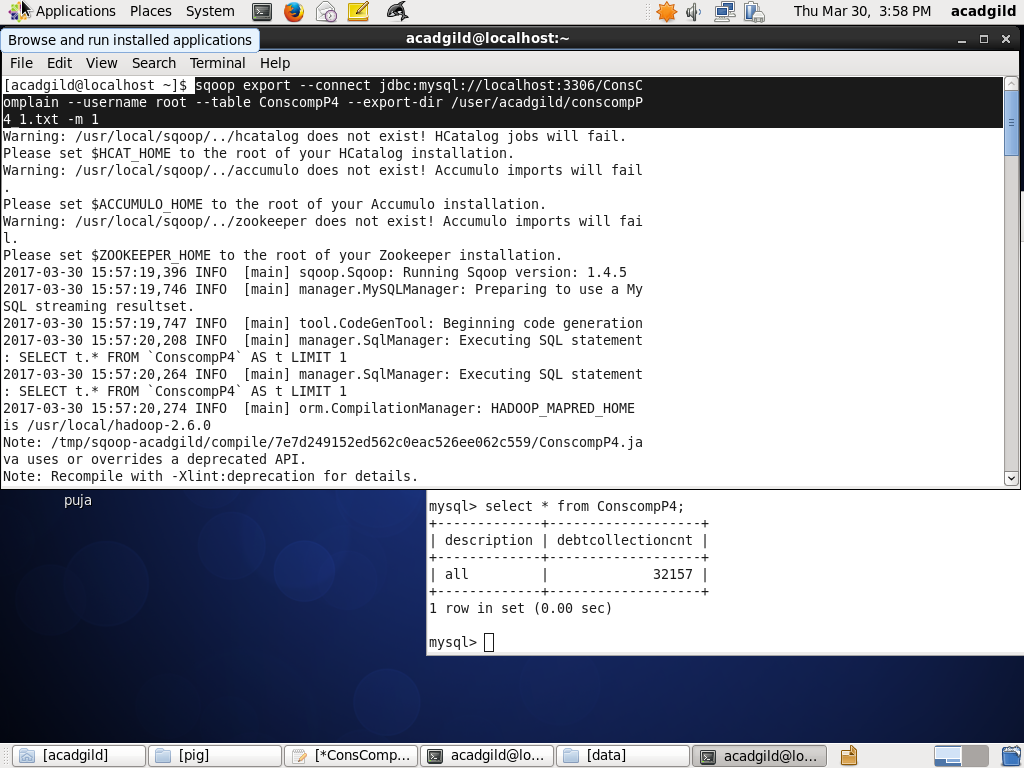 Applications Places System Thu Mar 30, 3:58 PM acadgild
Browse and run installed applications
acadgild@localhost:~
File Edit View Search Terminal Help
[acadgild@localhost ~]$ sqoop export --connect jdbc:mysql://localhost:3306/ConsC
omplain --username root --table ConscompP4 --export-dir /user/acadgild/conscompP
4_1.txt -m 1
Warning: /usr/local/sqoop/../hcatalog does not exist! HCatalog jobs will fail.
Please set $HCAT_HOME to the root of your HCatalog installation.
Warning: /usr/local/sqoop/../accumulo does not exist! Accumulo imports will fail
.
Please set $ACCUMULO_HOME to the root of your Accumulo installation.
Warning: /usr/local/sqoop/../zookeeper does not exist! Accumulo imports will fai
l.
Please set $ZOOKEEPER_HOME to the root of your Zookeeper installation.
2017-03-30 15:57:19,396 INFO  [main] sqoop.Sqoop: Running Sqoop version: 1.4.5
2017-03-30 15:57:19,746 INFO  [main] manager.MySQLManager: Preparing to use a My
SQL streaming resultset.
2017-03-30 15:57:19,747 INFO  [main] tool.CodeGenTool: Beginning code generation
2017-03-30 15:57:20,208 INFO  [main] manager.SqlManager: Executing SQL statement
: SELECT t.* FROM `ConscompP4` AS t LIMIT 1
2017-03-30 15:57:20,264 INFO  [main] manager.SqlManager: Executing SQL statement
: SELECT t.* FROM `ConscompP4` AS t LIMIT 1
2017-03-30 15:57:20,274 INFO  [main] orm.CompilationManager: HADOOP_MAPRED_HOME
is /usr/local/hadoop-2.6.0
Note: /tmp/sqoop-acadgild/compile/7e7d249152ed562c0eac526ee062c559/ConscompP4.ja
va uses or overrides a deprecated API.
Note: Recompile with -Xlint:deprecation for details.
puja
mysql> select * from ConscompP4;
+-------------+-------------------+
| description | debtcollectioncnt |
+-------------+-------------------+
| all         |             32157 |
+-------------+-------------------+
1 row in set (0.00 sec)
mysql>
[acadgild] [pig] [*ConsComp... acadgild@lo... [data] acadgild@lo...